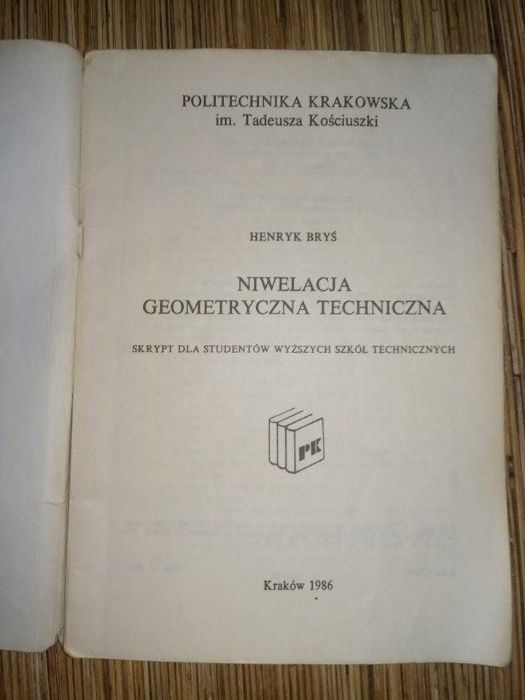 POLITECHNIKA KRAKOWSKA
im. Tadeusza Kościuszki
HENRYK BRYŚ
NIWELACJA
GEOMETRYCZNA TECHNICZNA
SKRYPT DLA STUDENTÓW WYŻSZYCH SZKÓŁ TECHNICZNYCH
PK
Kraków 1986